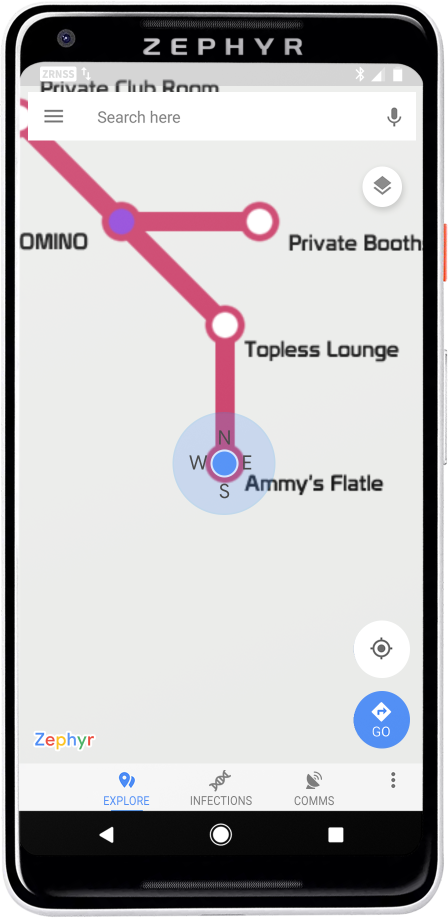 ZEPHYR
ZRNSS
Private Club Room
Search here
OMINO
Private Booths
Topless Lounge
N
W E
S
Ammy's Flatle
GO
Zephyr
EXPLORE INFECTIONS COMMS